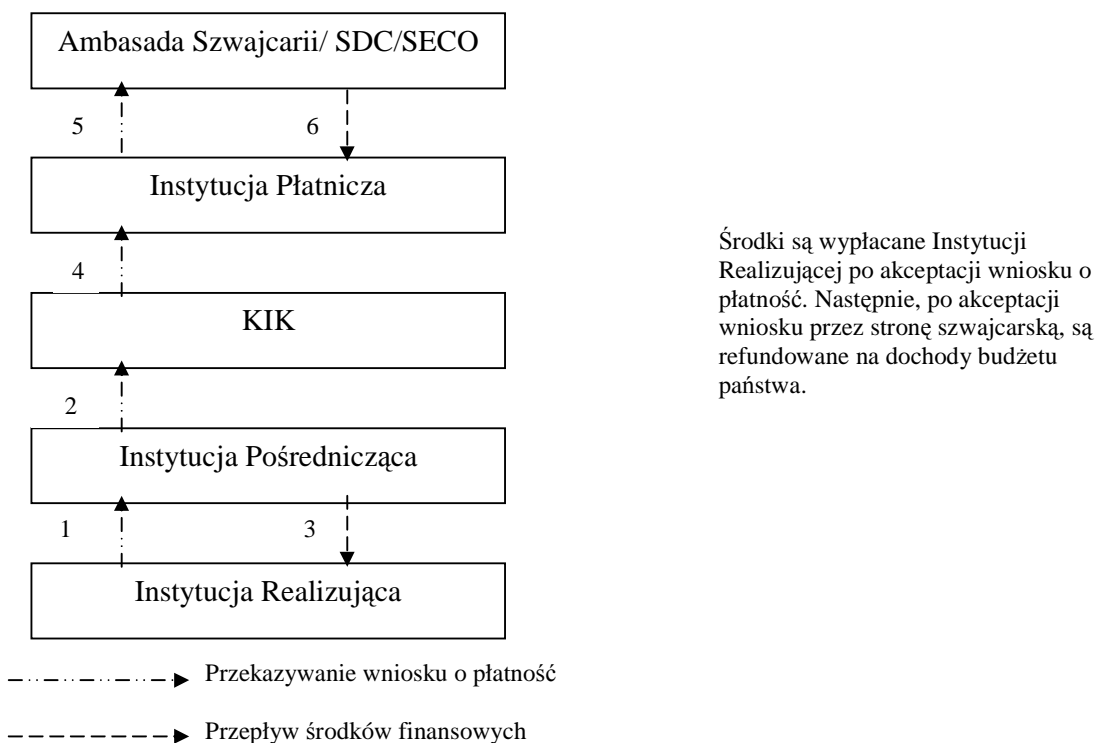 Ambasada Szwajcarii/ SDC/SECO
5
6
Instytucja Płatnicza
4
KIK
2
Instytucja Pośrednicząca
1
3
Instytucja Realizująca
Przekazywanie wniosku o płatność
Przepływ środków finansowych
Środki są wypłacane Instytucji
Realizującej po akceptacji wniosku o
płatność. Następnie, po akceptacji
wniosku przez stronę szwajcarską, są
refundowane na dochody budżetu
państwa.